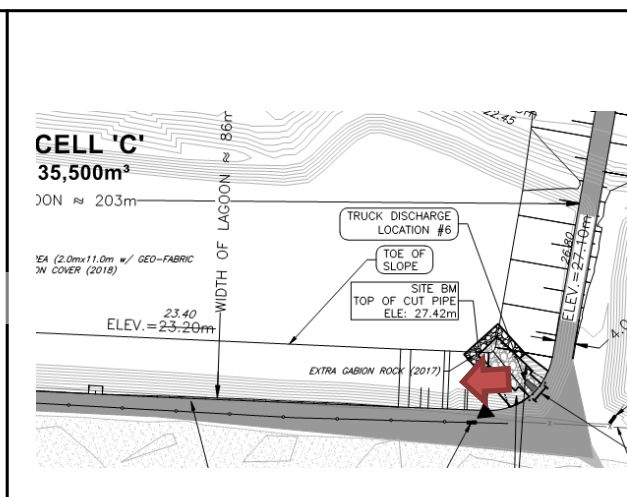 22.45
CELL 'C'
35,500m³
WIDTH OF LAGOON ≈ 86m
OON ≈ 203m
TRUCK DISCHARGE
LOCATION #6
26.80
ELEV.=27.10m
TOE OF
SLOPE
(2.0mx11.0m w/ GEO-FABRIC
ON COVER (2018)
SITE BM
TOP OF CUT PIPE
ELE: 27.42m
23.40
ELEV.=23.20m
4.0
EXTRA GABION ROCK (2017)
x
x